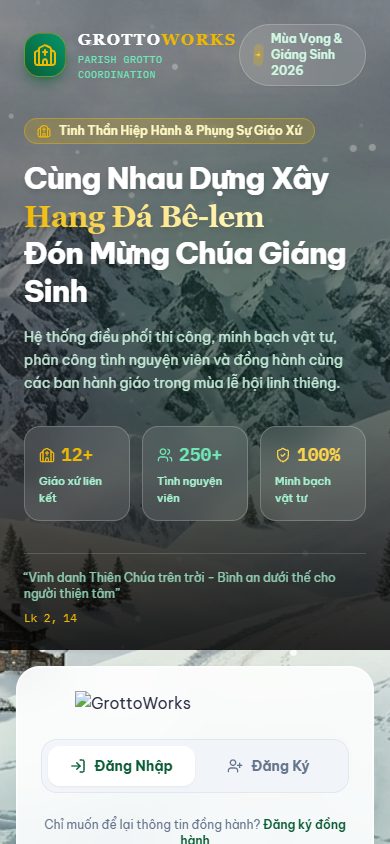 GROTTOWORKS
PARISH GROTTO
COORDINATION
Mùa Vọng &
Giáng Sinh
2026
Tinh Thần Hiệp Hành & Phụng Sự Giáo Xứ
Cùng Nhau Dựng Xây
Hang Đá Bê-lem
Đón Mừng Chúa Giáng
Sinh
Hệ thống điều phối thi công, minh bạch vật tư,
phân công tình nguyện viên và đồng hành cùng
các ban hành giáo trong mùa lễ hội linh thiêng.
12+
Giáo xứ liên
kết
250+
Tình nguyện
viên
100%
Minh bạch
vật tư
“Vinh danh Thiên Chúa trên trời - Bình an dưới thế cho
người thiện tâm”
Lk 2, 14
GrottoWorks
Đăng Nhập
Đăng Ký
Chỉ muốn để lại thông tin đồng hành? Đăng ký đồng
hành